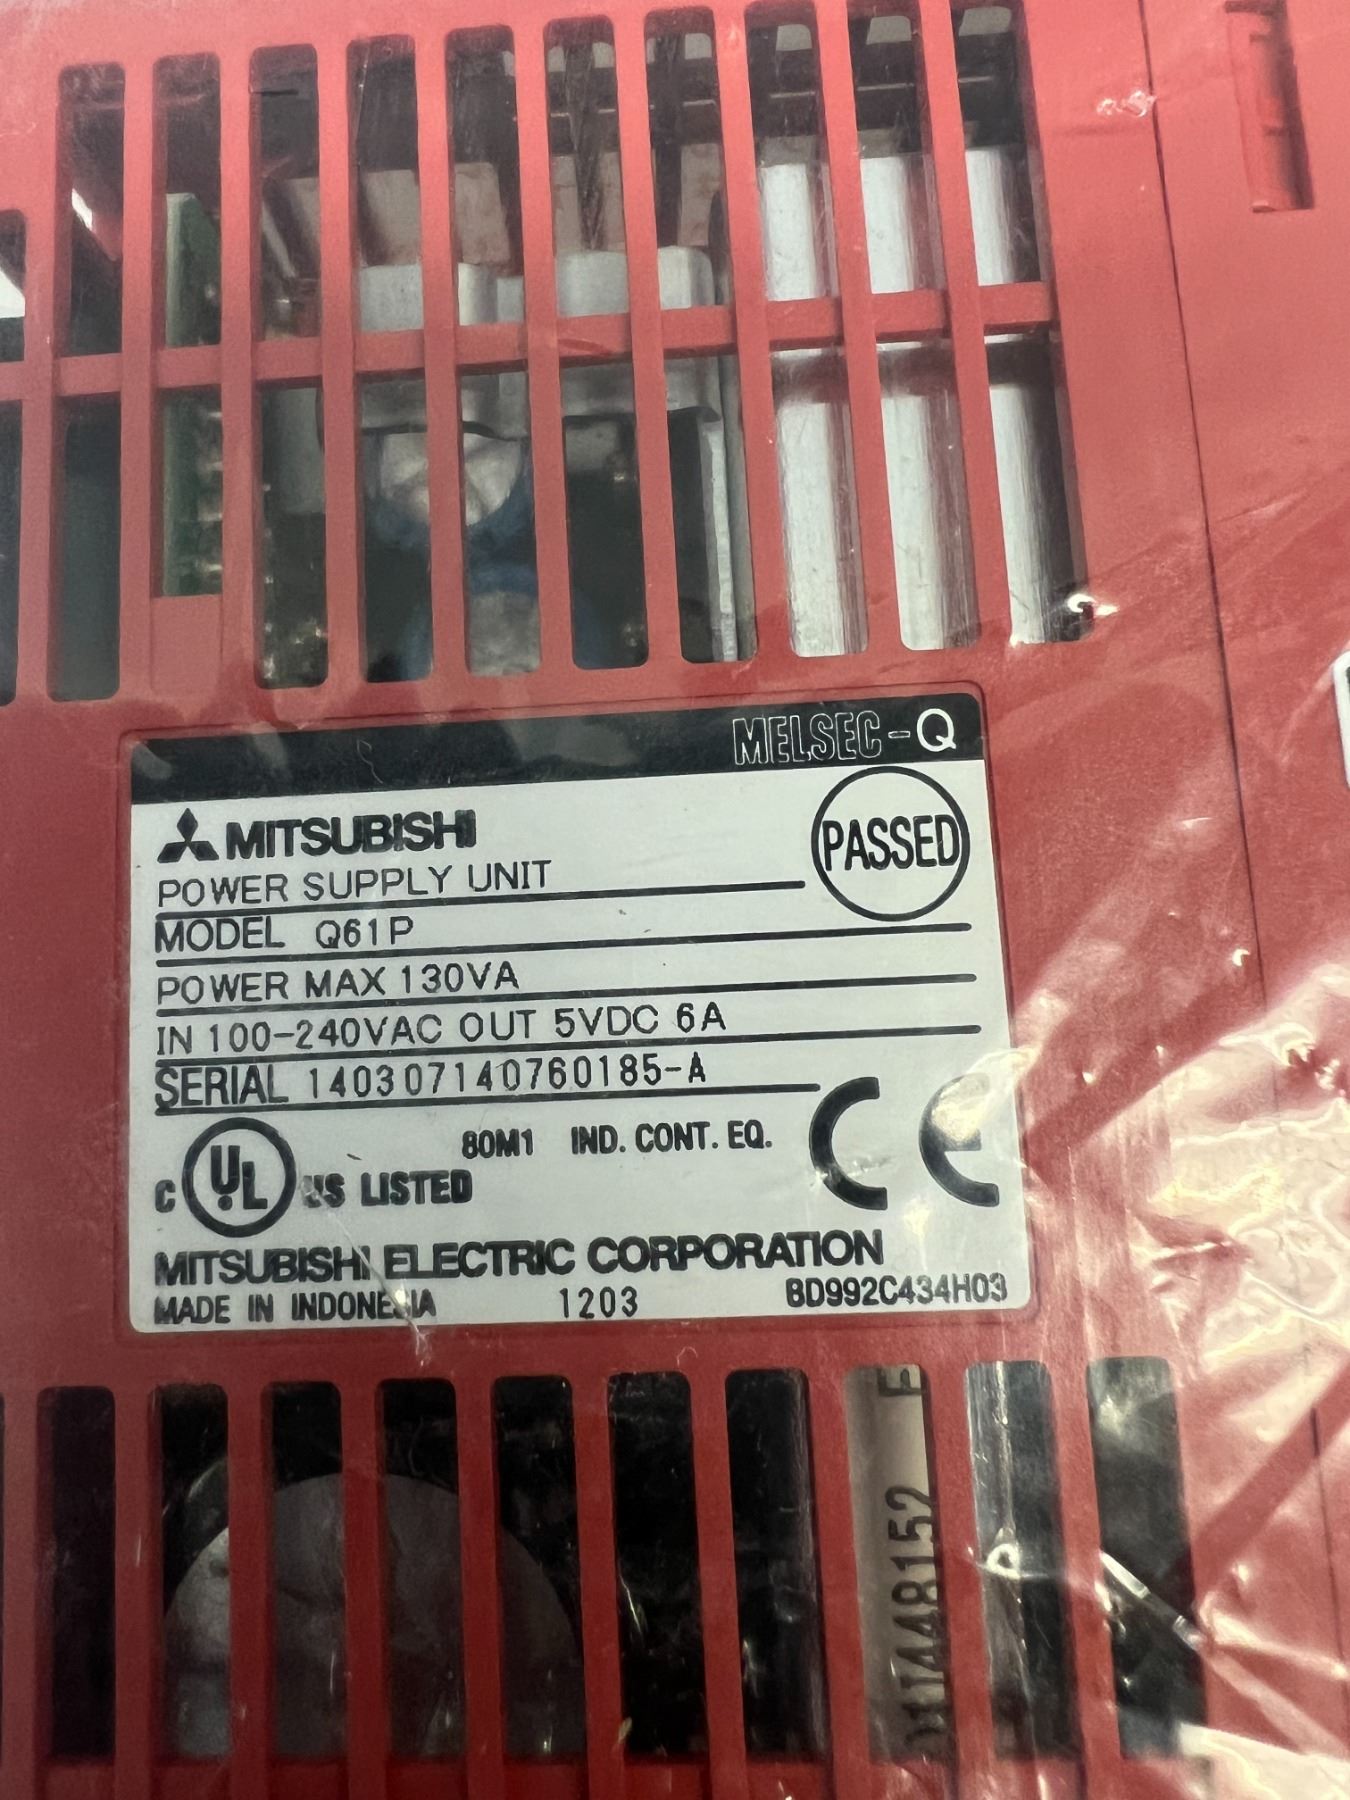 MELSEC-Q
MITSUBISHI
PASSED
POWER SUPPLY UNIT
MODEL Q61P
POWER MAX 130VA
IN 100-240VAC OUT 5VDC 6A
SERIAL 140307140760185-A
80M1 IND. CONT. EQ.
C UL US LISTED
CE
MITSUBISHI ELECTRIC CORPORATION
MADE IN INDONESIA 1203 BD992C434H03